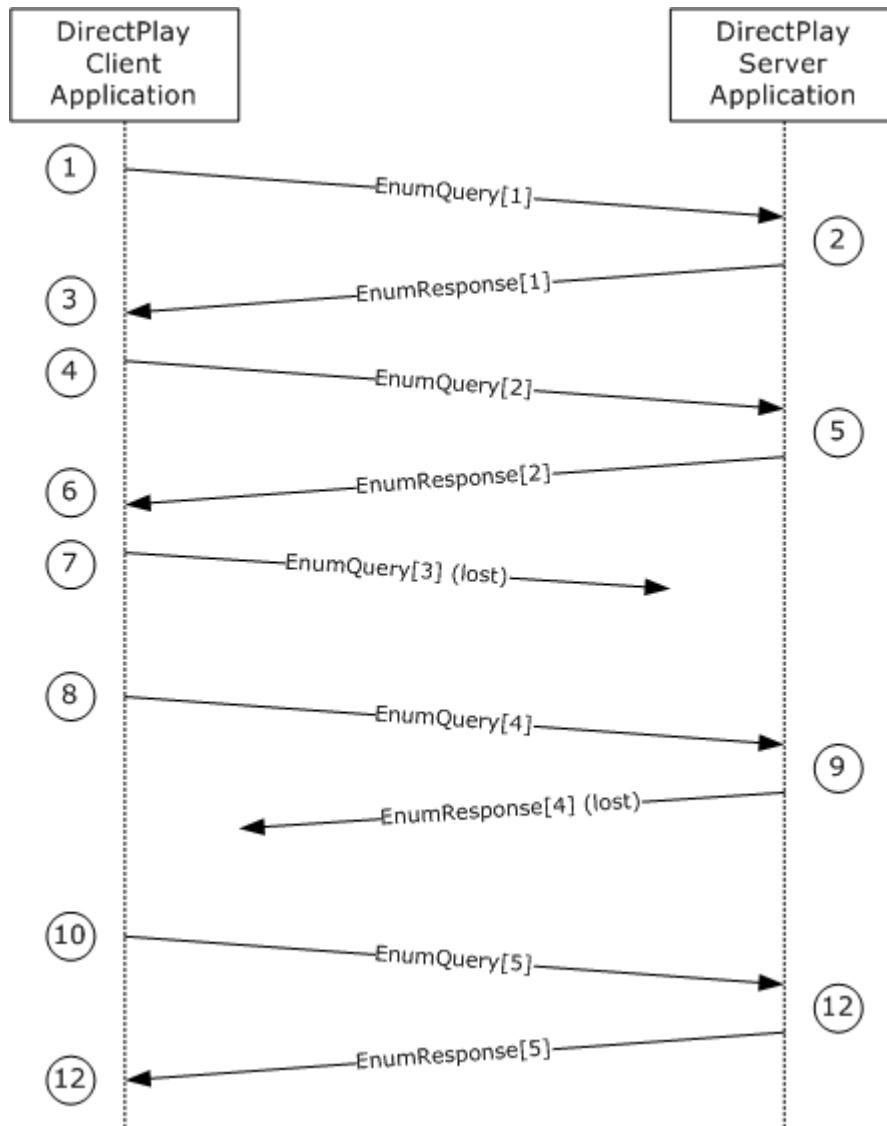 DirectPlay
Client
Application
DirectPlay
Server
Application
1
EnumQuery[1]
2
EnumResponse[1]
3
4
EnumQuery[2]
5
EnumResponse[2]
6
7
EnumQuery[3] (lost)
8
EnumQuery[4]
9
EnumResponse[4] (lost)
10
EnumQuery[5]
12
EnumResponse[5]
12